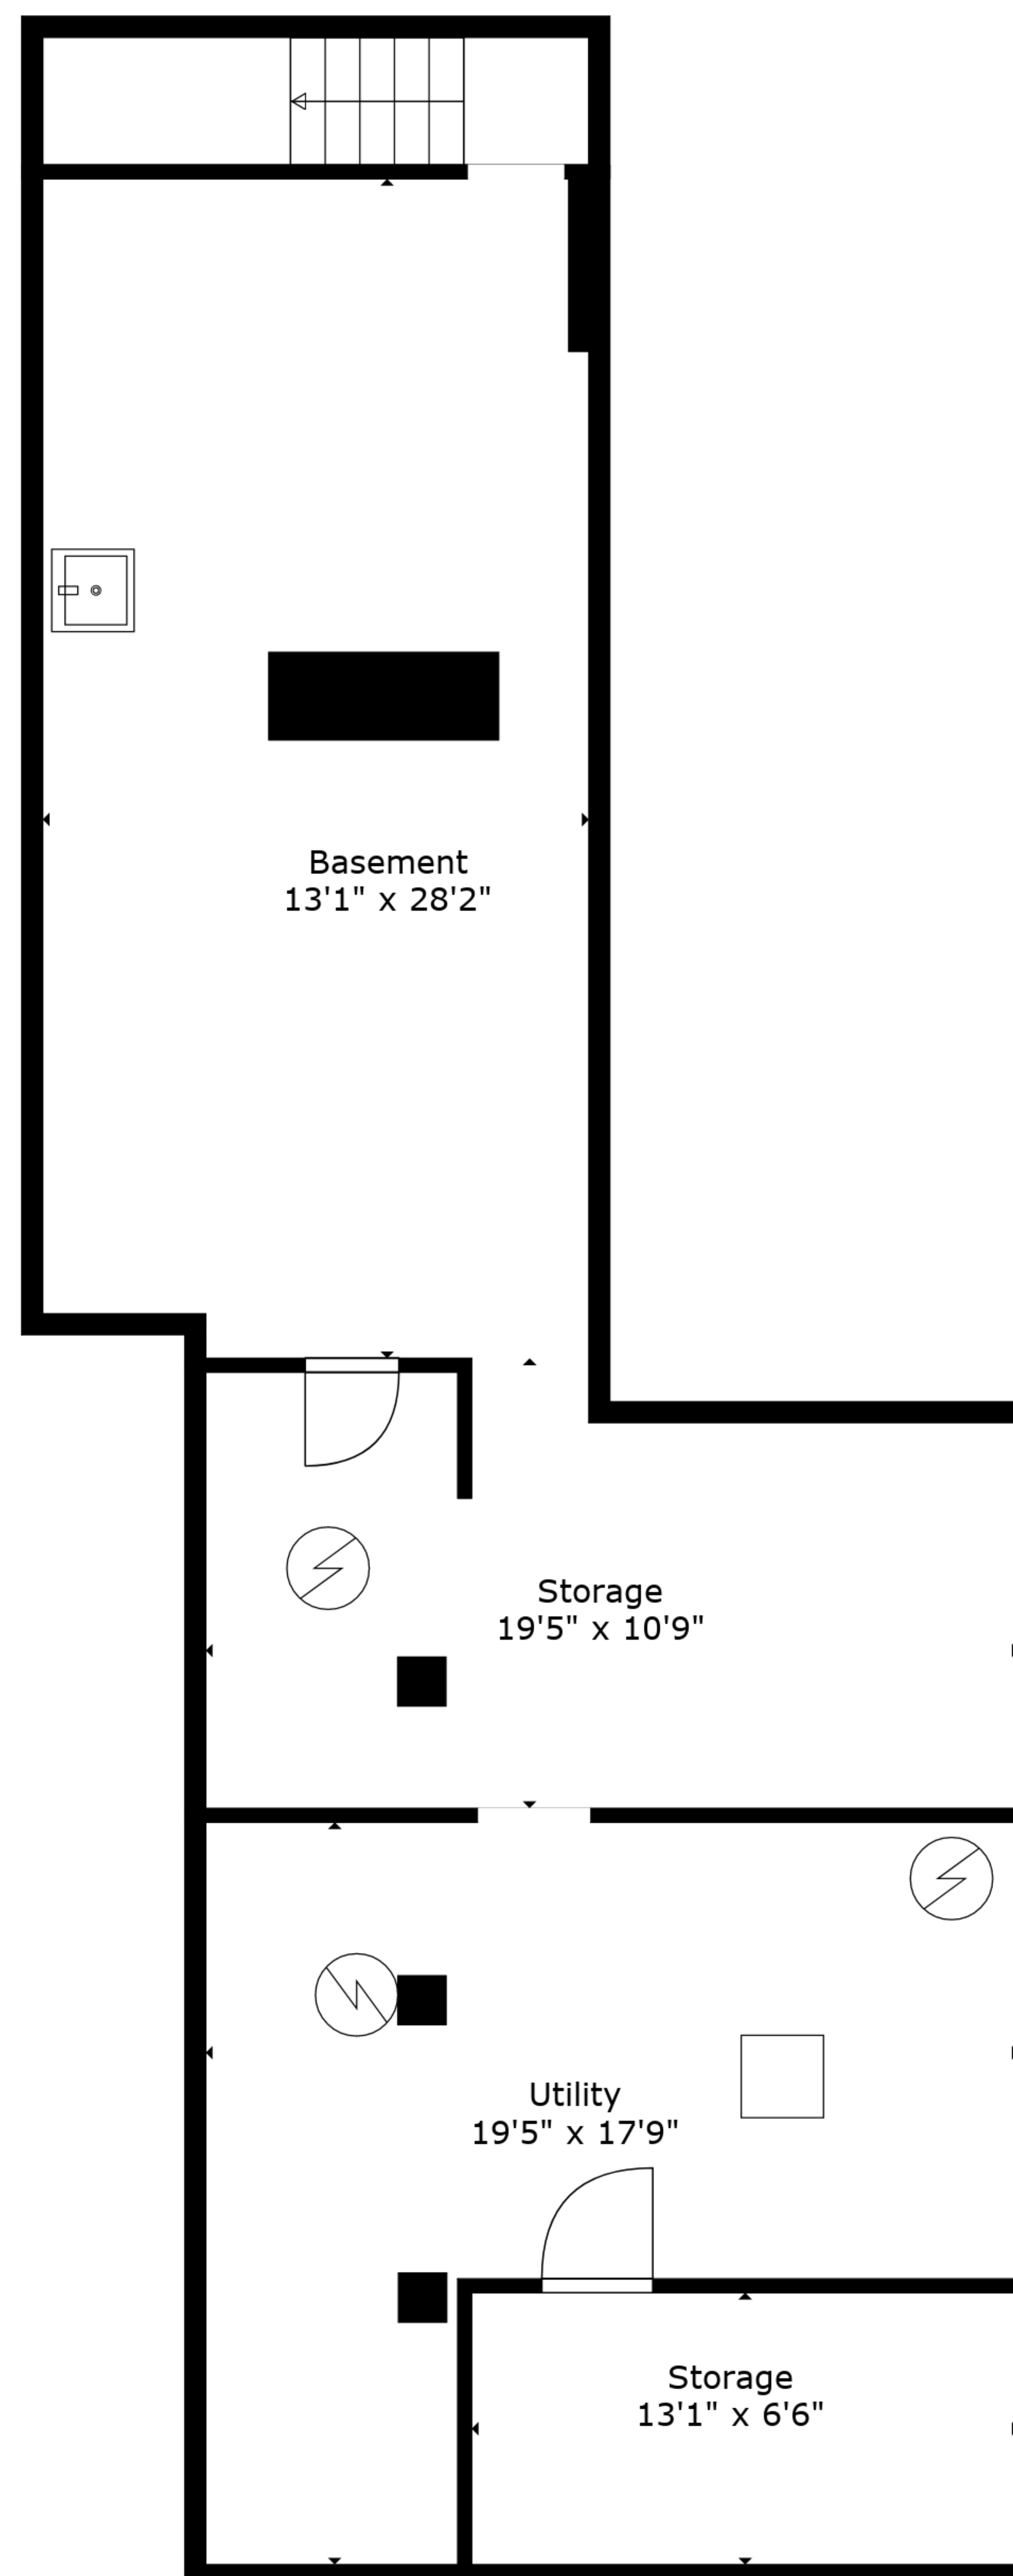 Basement
13'1" x 28'2"
Storage
19'5" x 10'9"
Utility
19'5" x 17'9"
Storage
13'1" x 6'6"